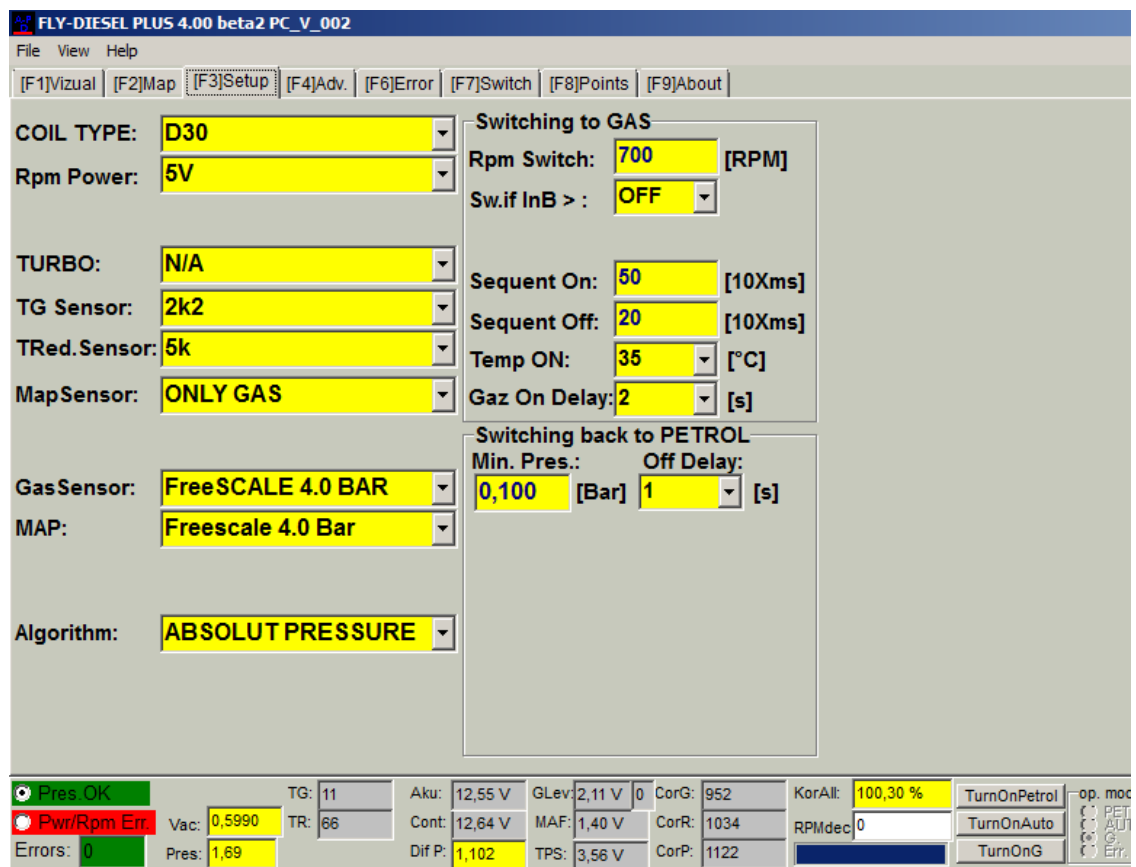 FLY-DIESEL PLUS 4.00 beta2 PC_V_002
File View Help
[F1]Vizual [F2]Map [F3]Setup [F4]Adv. [F6]Error [F7]Switch [F8]Points [F9]About
COIL TYPE: D30
Rpm Power: 5V
TURBO: N/A
TG Sensor: 2k2
TRed.Sensor: 5k
MapSensor: ONLY GAS
GasSensor: FreeSCALE 4.0 BAR
MAP: Freescale 4.0 Bar
Algorithm: ABSOLUT PRESSURE
Switching to GAS
Rpm Switch: 700 [RPM]
Sw.if InB > : OFF
Sequent On: 50 [10Xms]
Sequent Off: 20 [10Xms]
Temp ON: 35 [°C]
Gaz On Delay: 2 [s]
Switching back to PETROL
Min. Pres.: Off Delay:
0,100 [Bar] 1 [s]
Pres.OK TG: 11 Aku: 12,55 V GLev: 2,11 V 0 CorG: 952 KorAll: 100,30 % TurnOnPetrol op. mod
Pwr/Rpm Err. Vac: 0,5990 TR: 66 Cont: 12,64 V MAF: 1,40 V CorR: 1034 RPMdec 0 TurnOnAuto PET AUT
Errors: 0 Pres: 1,69 Dif P: 1,102 TPS: 3,56 V CorP: 1122 TurnOnG G. Err.